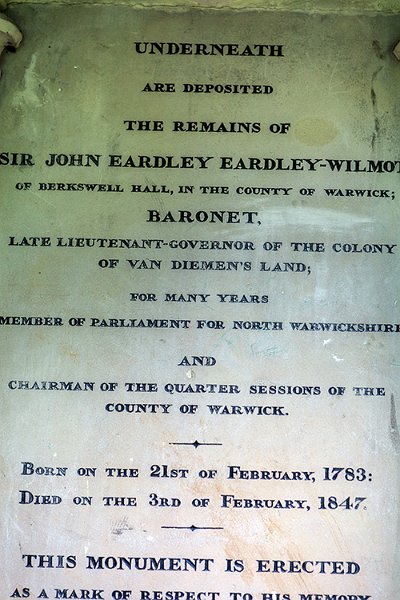 UNDERNEATH
ARE DEPOSITED
THE REMAINS OF
SIR JOHN EARDLEY EARDLEY-WILMOT
OF BERKSWELL HALL, IN THE COUNTY OF WARWICK;
BARONET,
LATE LIEUTENANT-GOVERNOR OF THE COLONY
OF VAN DIEMEN'S LAND;
FOR MANY YEARS
MEMBER OF PARLIAMENT FOR NORTH WARWICKSHIRE
AND
CHAIRMAN OF THE QUARTER SESSIONS OF THE
COUNTY OF WARWICK.
BORN ON THE 21ST OF FEBRUARY, 1783:
DIED ON THE 3RD OF FEBRUARY, 1847.
THIS MONUMENT IS ERECTED
AS A MARK OF RESPECT TO HIS MEMORY